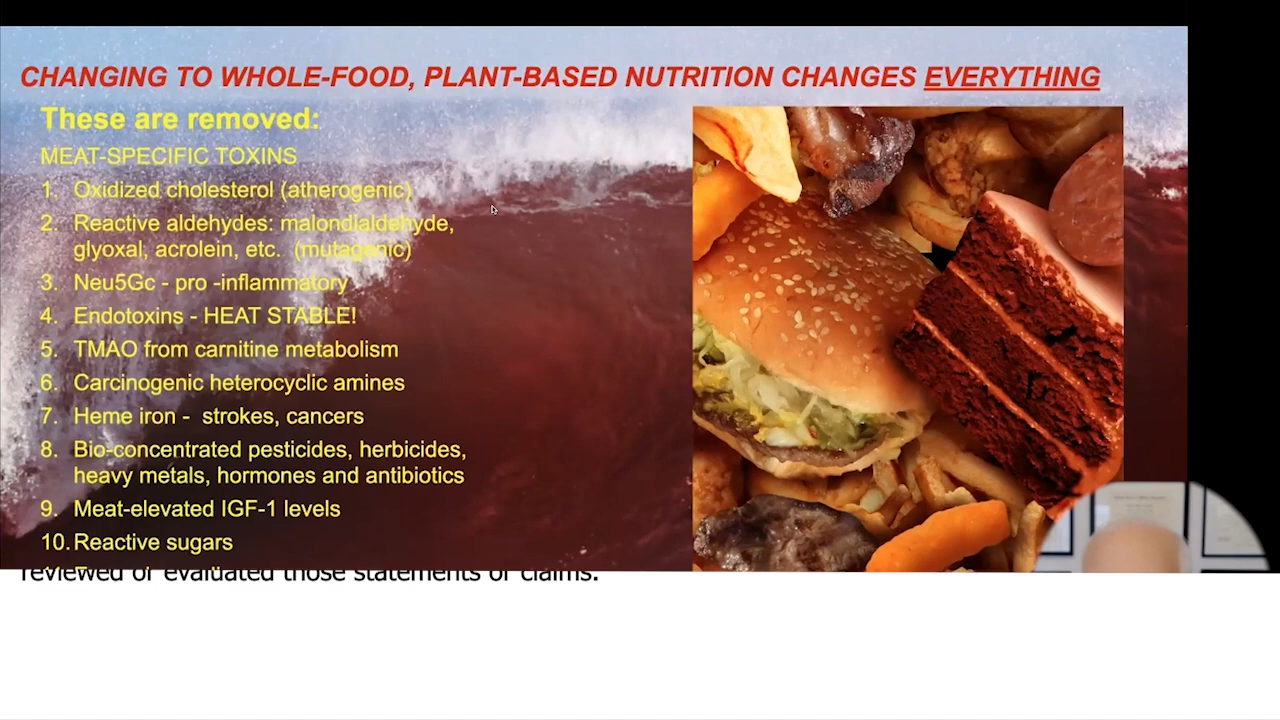 CHANGING TO WHOLE-FOOD, PLANT-BASED NUTRITION CHANGES EVERYTHING
These are removed:
MEAT-SPECIFIC TOXINS
1. Oxidized cholesterol (atherogenic)
2. Reactive aldehydes: malondialdehyde,
glyoxal, acrolein, etc. (mutagenic)
3. Neu5Gc - pro -inflammatory
4. Endotoxins - HEAT STABLE!
5. TMAO from carnitine metabolism
6. Carcinogenic heterocyclic amines
7. Heme iron - strokes, cancers
8. Bio-concentrated pesticides, herbicides,
heavy metals, hormones and antibiotics
9. Meat-elevated IGF-1 levels
10. Reactive sugars
reviewed or evaluated those statements or claims.